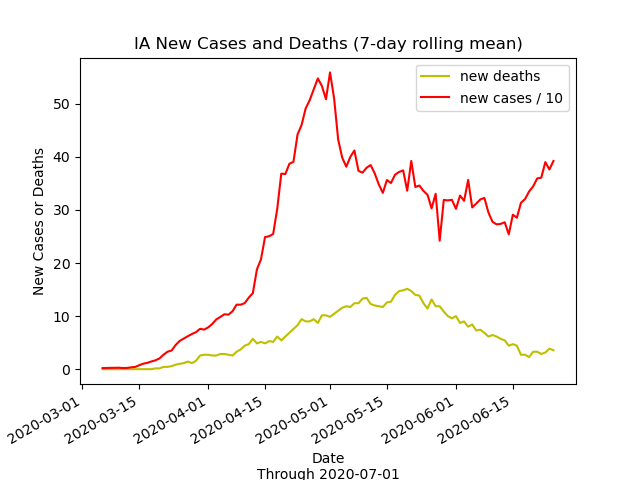 IA New Cases and Deaths (7-day rolling mean)
new deaths
new cases / 10
New Cases or Deaths
50
40
30
20
10
0
2020-03-01
2020-03-15
2020-04-01
2020-04-15
2020-05-01
2020-05-15
2020-06-01
2020-06-15
Date
Through 2020-07-01